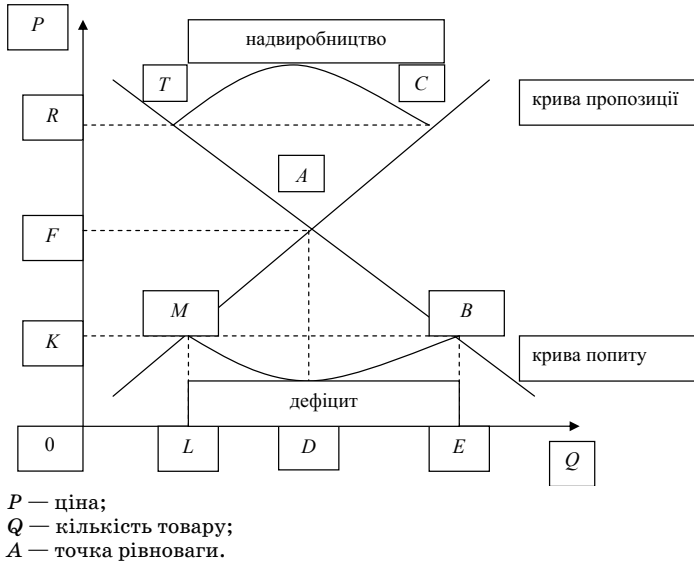 P
надвиробництво
T
C
крива пропозиції
R
A
F
M
B
K
крива попиту
дефіцит
0
L
D
E
Q
P — ціна;
Q — кількість товару;
A — точка рівноваги.